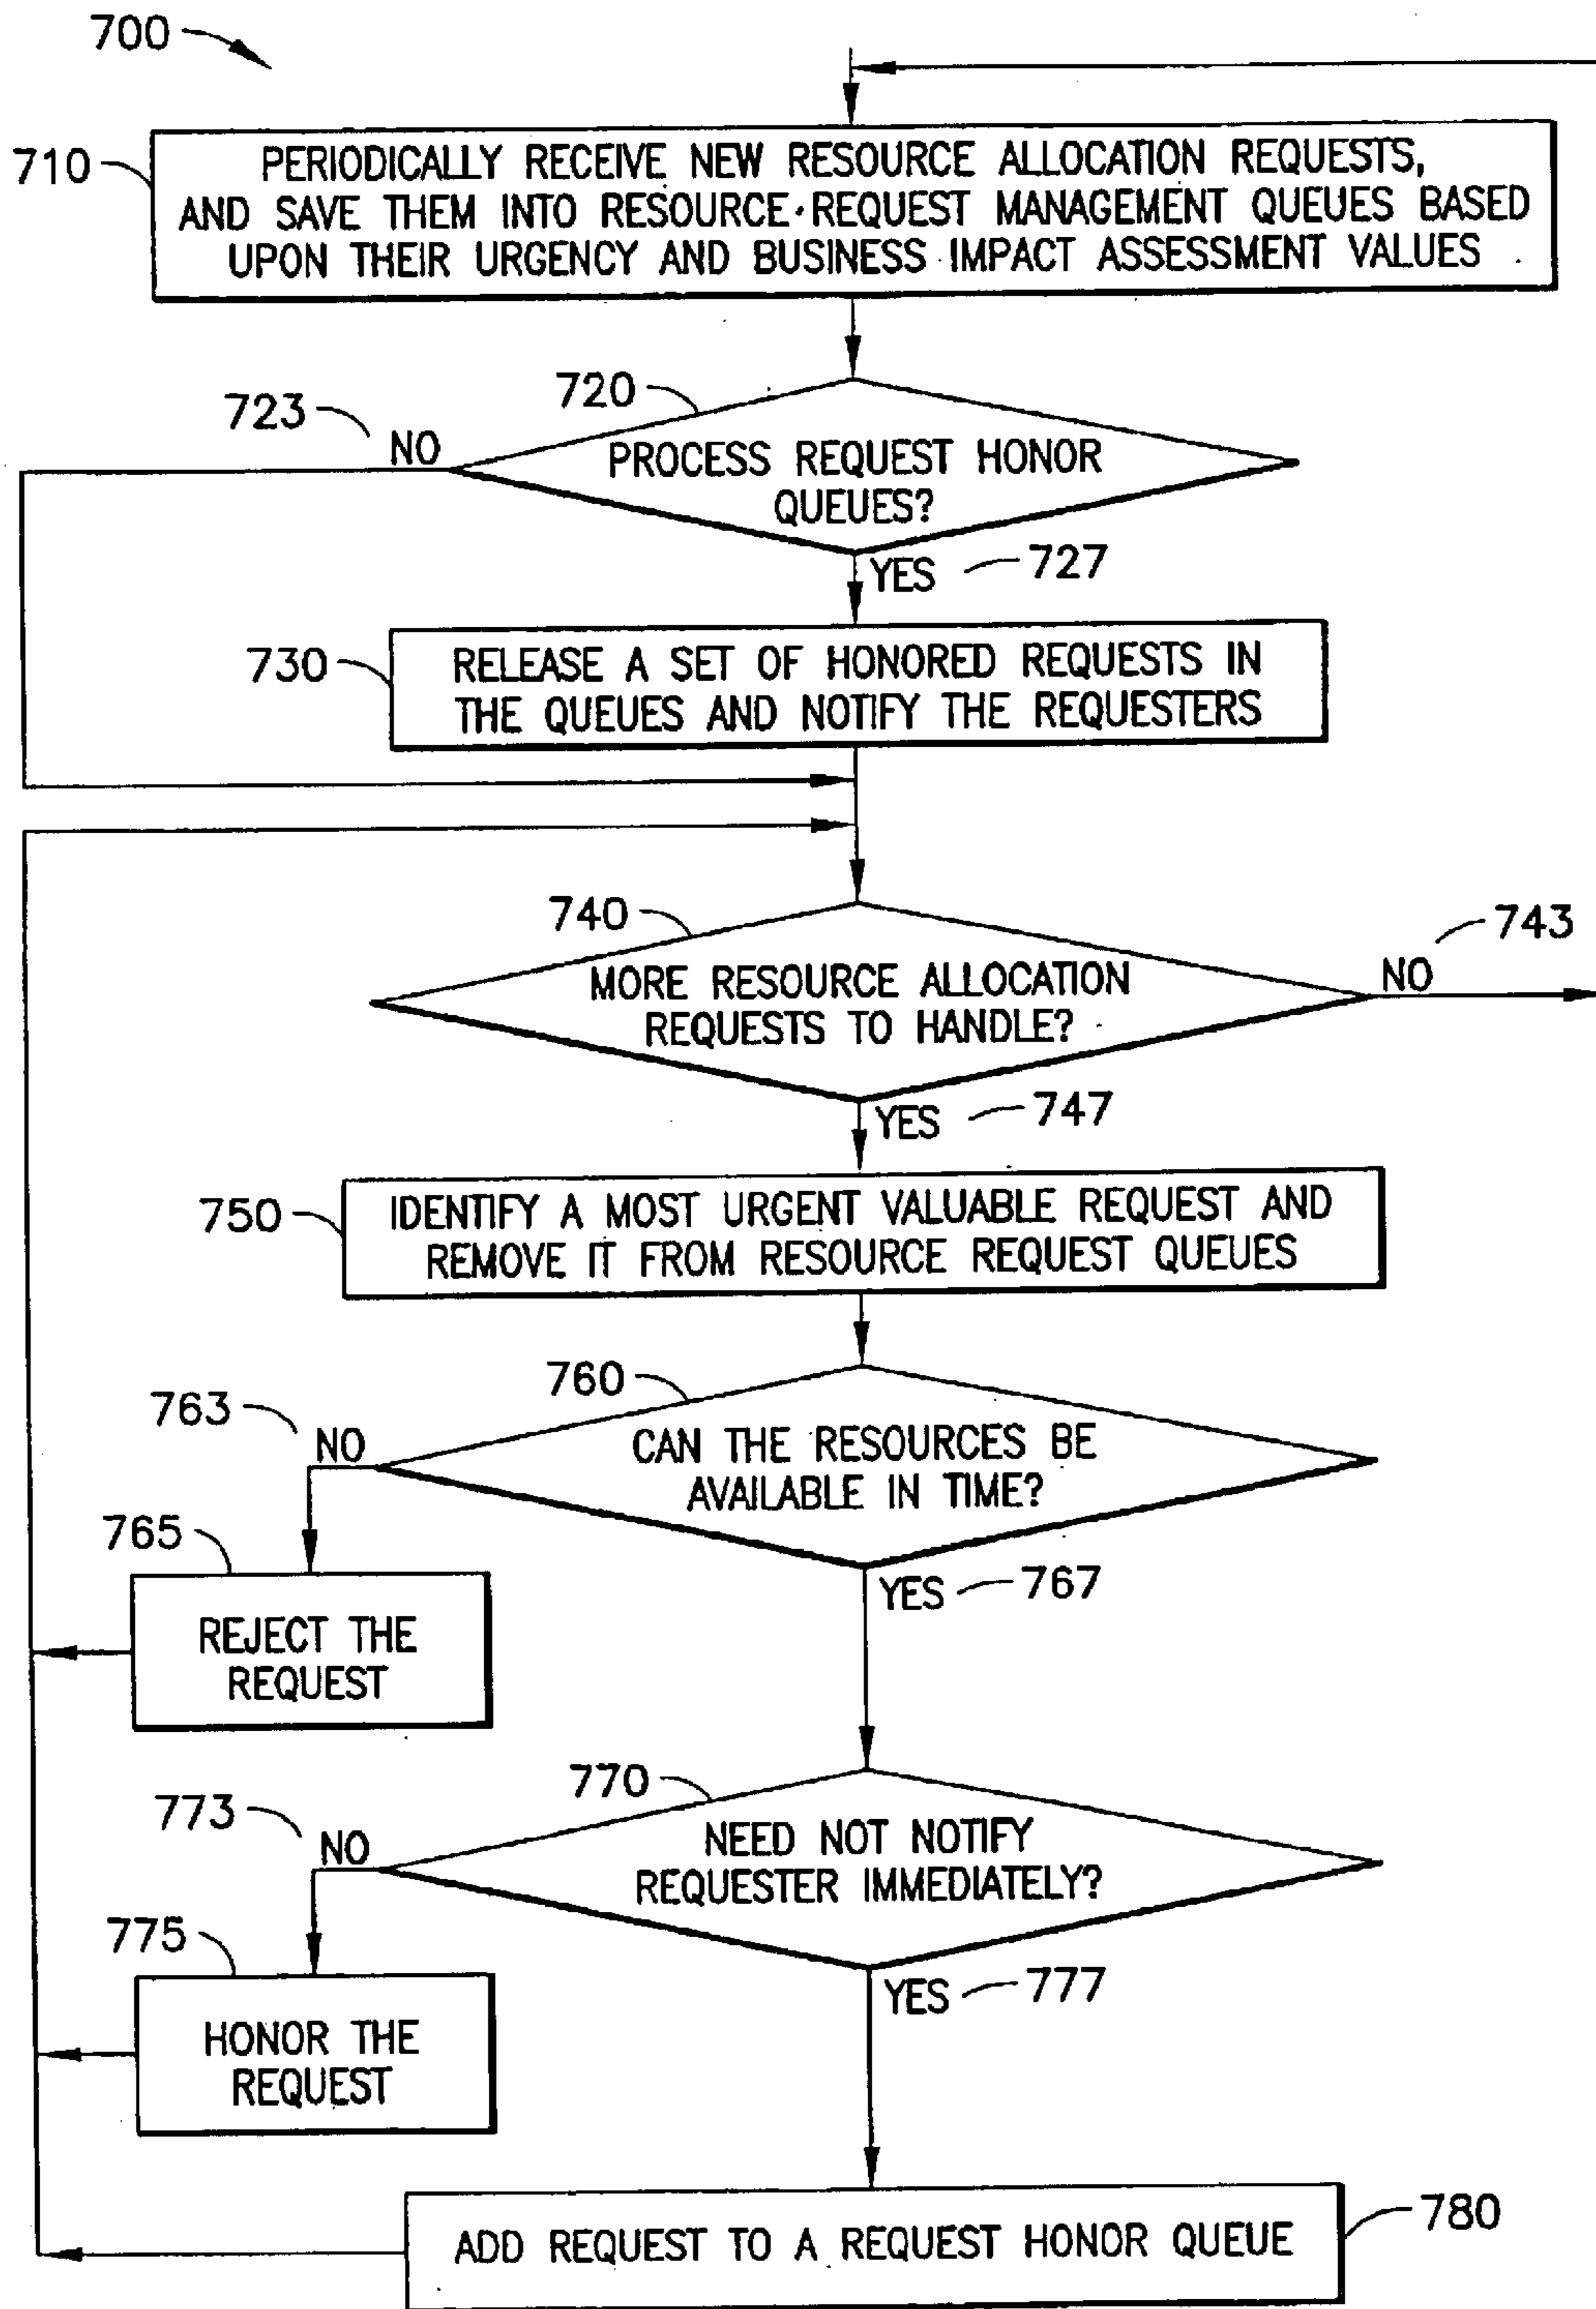 700
710
PERIODICALLY RECEIVE NEW RESOURCE ALLOCATION REQUESTS,
AND SAVE THEM INTO RESOURCE·REQUEST MANAGEMENT QUEUES BASED
UPON THEIR URGENCY AND BUSINESS IMPACT ASSESSMENT VALUES
720
723
NO
PROCESS REQUEST HONOR
QUEUES?
YES
727
730
RELEASE A SET OF HONORED REQUESTS IN
THE QUEUES AND NOTIFY THE REQUESTERS
740
743
NO
MORE RESOURCE ALLOCATION
REQUESTS TO HANDLE?
YES
747
750
IDENTIFY A MOST URGENT VALUABLE REQUEST AND
REMOVE IT FROM RESOURCE REQUEST QUEUES
760
763
NO
CAN THE RESOURCES BE
AVAILABLE IN TIME?
765
YES
767
REJECT THE
REQUEST
770
773
NO
NEED NOT NOTIFY
REQUESTER IMMEDIATELY?
775
YES
777
HONOR THE
REQUEST
780
ADD REQUEST TO A REQUEST HONOR QUEUE